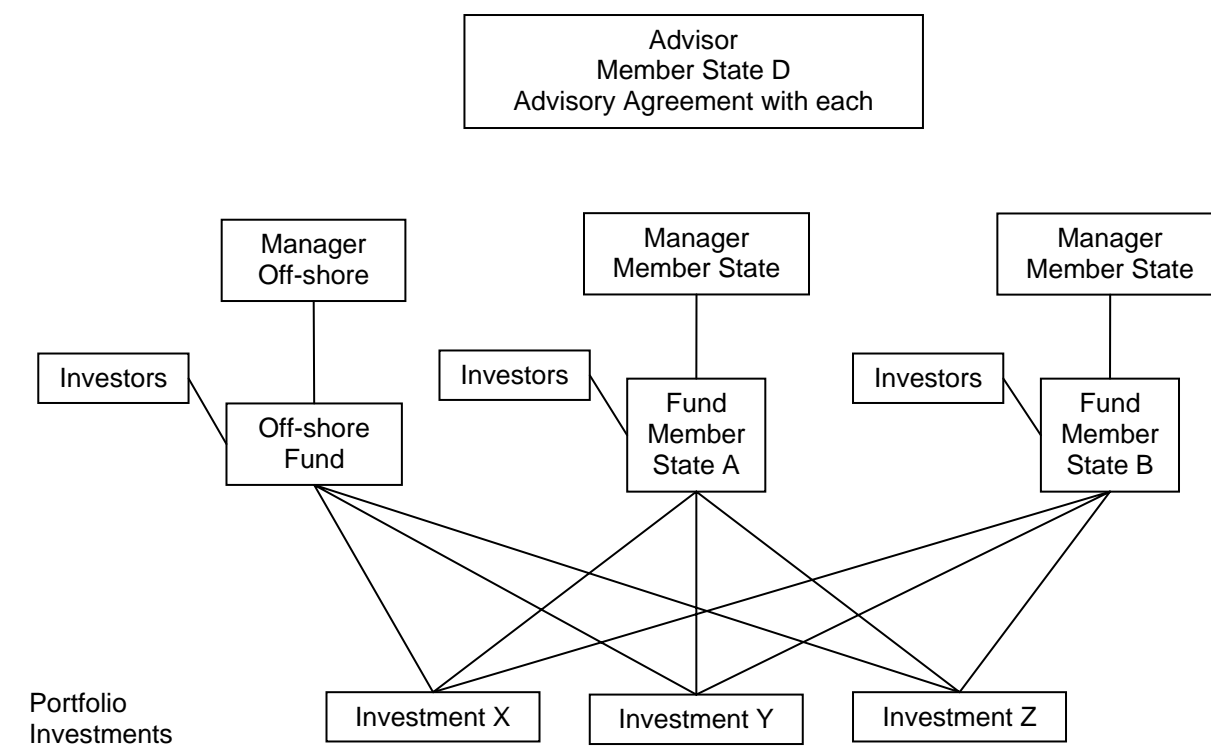 Advisor
Member State D
Advisory Agreement with each
Manager
Off-shore
Manager
Member State
Manager
Member State
Investors
Investors
Investors
Off-shore
Fund
Fund
Member
State A
Fund
Member
State B
Portfolio
Investments
Investment X
Investment Y
Investment Z